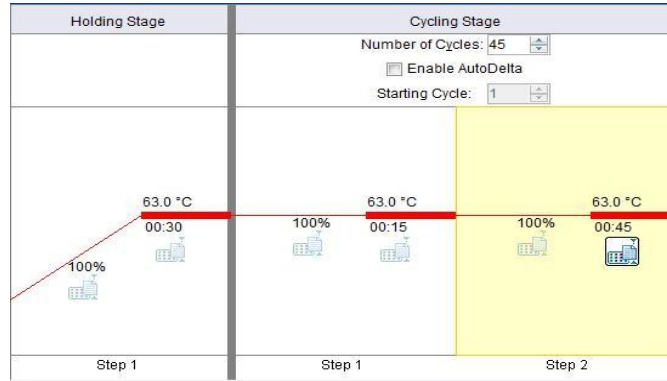 Holding Stage
Cycling Stage
Number of Cycles: 45
Enable AutoDelta
Starting Cycle: 1
63.0 °C
63.0 °C
63.0 °C
00:30
100%
00:15
100%
00:45
100%
Step 1
Step 1
Step 2